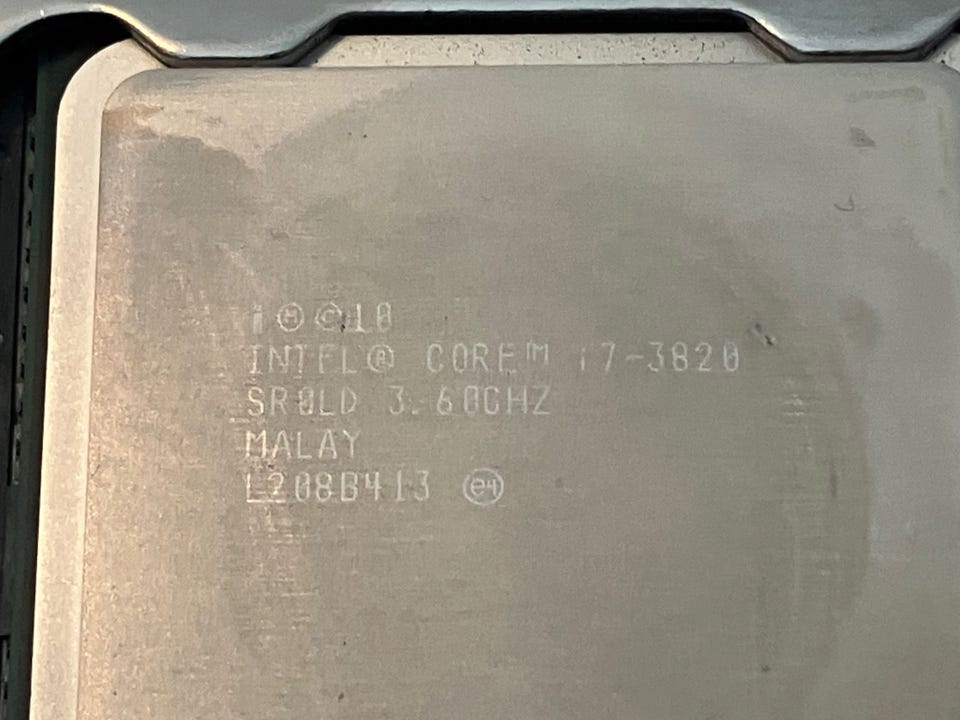 i Ⓜ © 10
INTEL® CORE™ i7-3820
SR0LD 3.60GHZ
MALAY
L208B413 e4